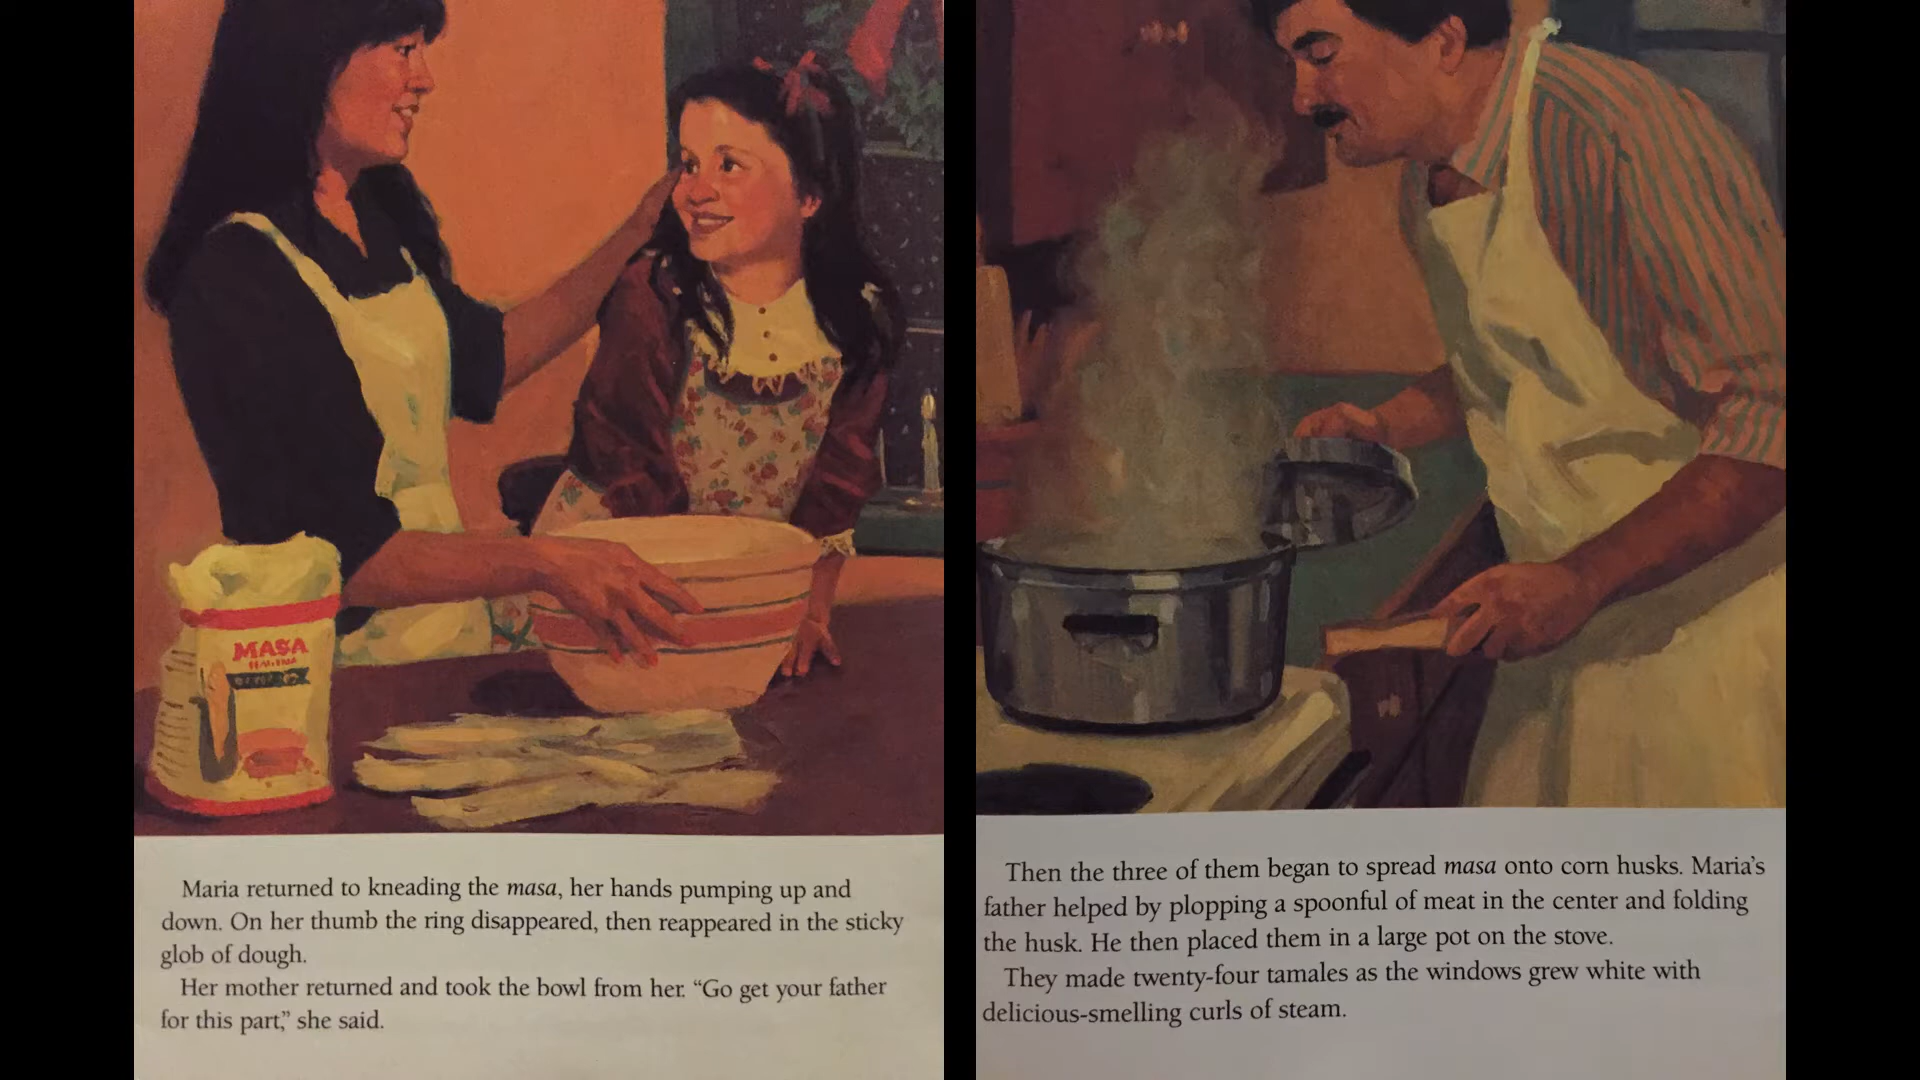 MASA
Maria returned to kneading the masa, her hands pumping up and
down. On her thumb the ring disappeared, then reappeared in the sticky
glob of dough.
Her mother returned and took the bowl from her. “Go get your father
for this part,” she said.
Then the three of them began to spread masa onto corn husks. Maria’s
father helped by plopping a spoonful of meat in the center and folding
the husk. He then placed them in a large pot on the stove.
They made twenty-four tamales as the windows grew white with
delicious-smelling curls of steam.